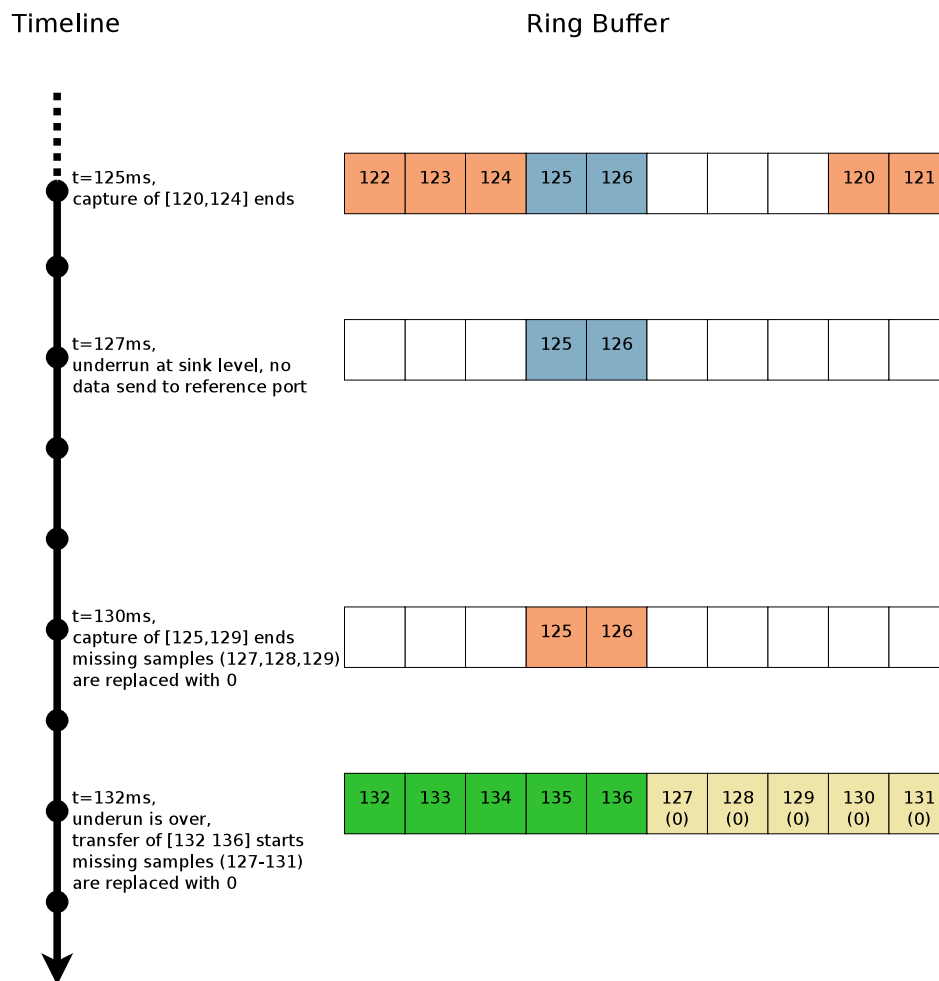 Timeline
Ring Buffer
t=125ms,
capture of [120,124] ends
122 123 124 125 126 120 121
t=127ms,
underrun at sink level, no
data send to reference port
125 126
t=130ms,
capture of [125,129] ends
missing samples (127,128,129)
are replaced with 0
125 126
t=132ms,
underun is over,
transfer of [132 136] starts
missing samples (127-131)
are replaced with 0
132 133 134 135 136 127 128 129 130 131
(0) (0) (0) (0) (0)